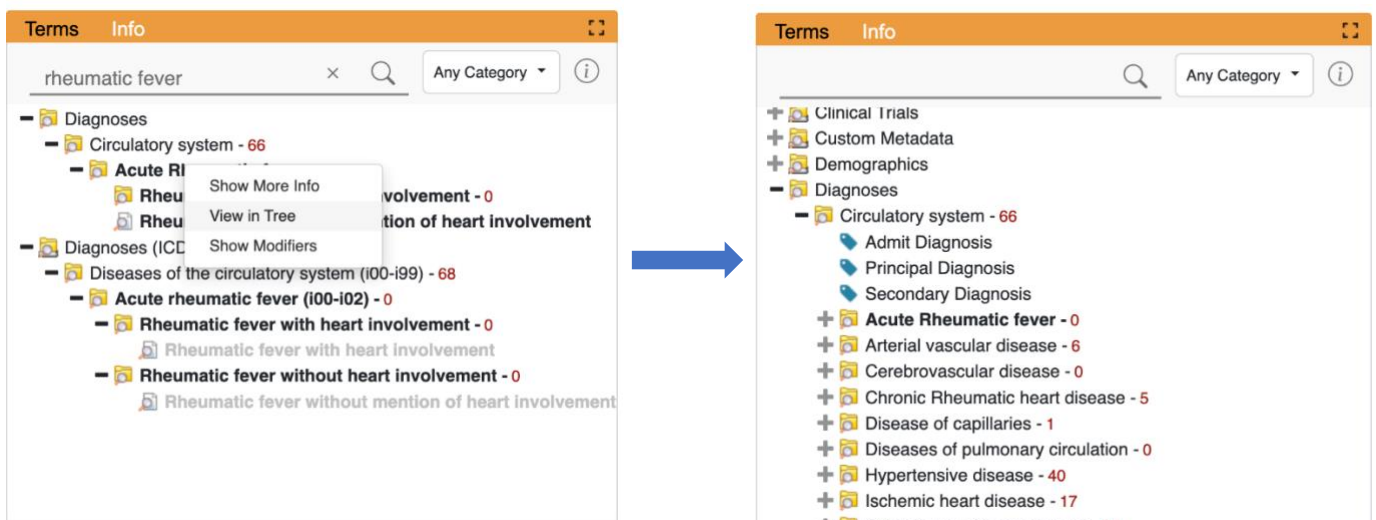 Terms Info
rheumatic fever × Any Category i
Diagnoses
Circulatory system - 66
Acute R
Rheu volvement - 0
Rheu tion of heart involvement
Diagnoses (ICD
Diseases of the circulatory system (i00-i99) - 68
Acute rheumatic fever (i00-i02) - 0
Rheumatic fever with heart involvement - 0
Rheumatic fever with heart involvement
Rheumatic fever without heart involvement - 0
Rheumatic fever without mention of heart involvement
Show More Info
View in Tree
Show Modifiers
Terms Info
Any Category i
Clinical Trials
Custom Metadata
Demographics
Diagnoses
Circulatory system - 66
Admit Diagnosis
Principal Diagnosis
Secondary Diagnosis
Acute Rheumatic fever - 0
Arterial vascular disease - 6
Cerebrovascular disease - 0
Chronic Rheumatic heart disease - 5
Disease of capillaries - 1
Diseases of pulmonary circulation - 0
Hypertensive disease - 40
Ischemic heart disease - 17